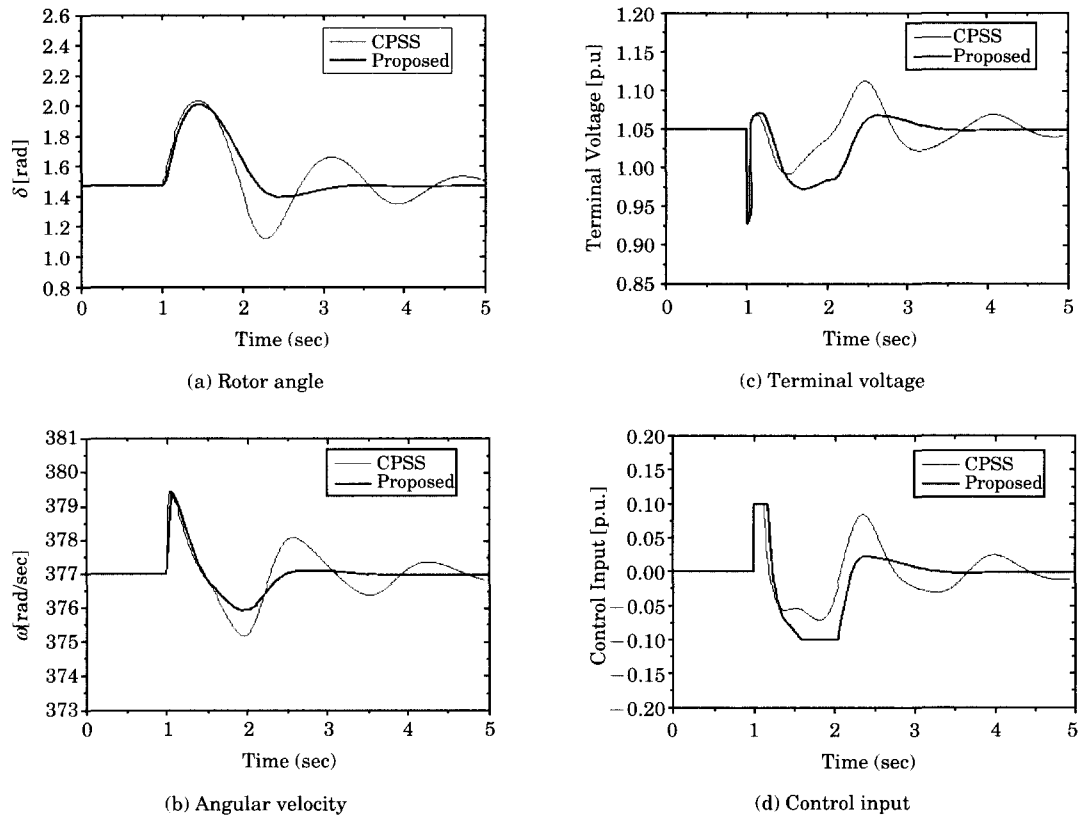 2.6
2.4
2.2
2.0
1.8
1.6
1.4
1.2
1.0
0.8
δ [rad]
CPSS
Proposed
0 1 2 3 4 5
Time (sec)
(a) Rotor angle
1.20
1.15
1.10
1.05
1.00
0.95
0.90
0.85
Terminal Voltage [p.u]
CPSS
Proposed
0 1 2 3 4 5
Time (sec)
(c) Terminal voltage
381
380
379
378
377
376
375
374
373
ω[rad/sec]
CPSS
Proposed
0 1 2 3 4 5
Time (sec)
(b) Angular velocity
0.20
0.15
0.10
0.05
0.00
−0.05
−0.10
−0.15
−0.20
Control Input [p.u.]
CPSS
Proposed
0 1 2 3 4 5
Time (sec)
(d) Control input